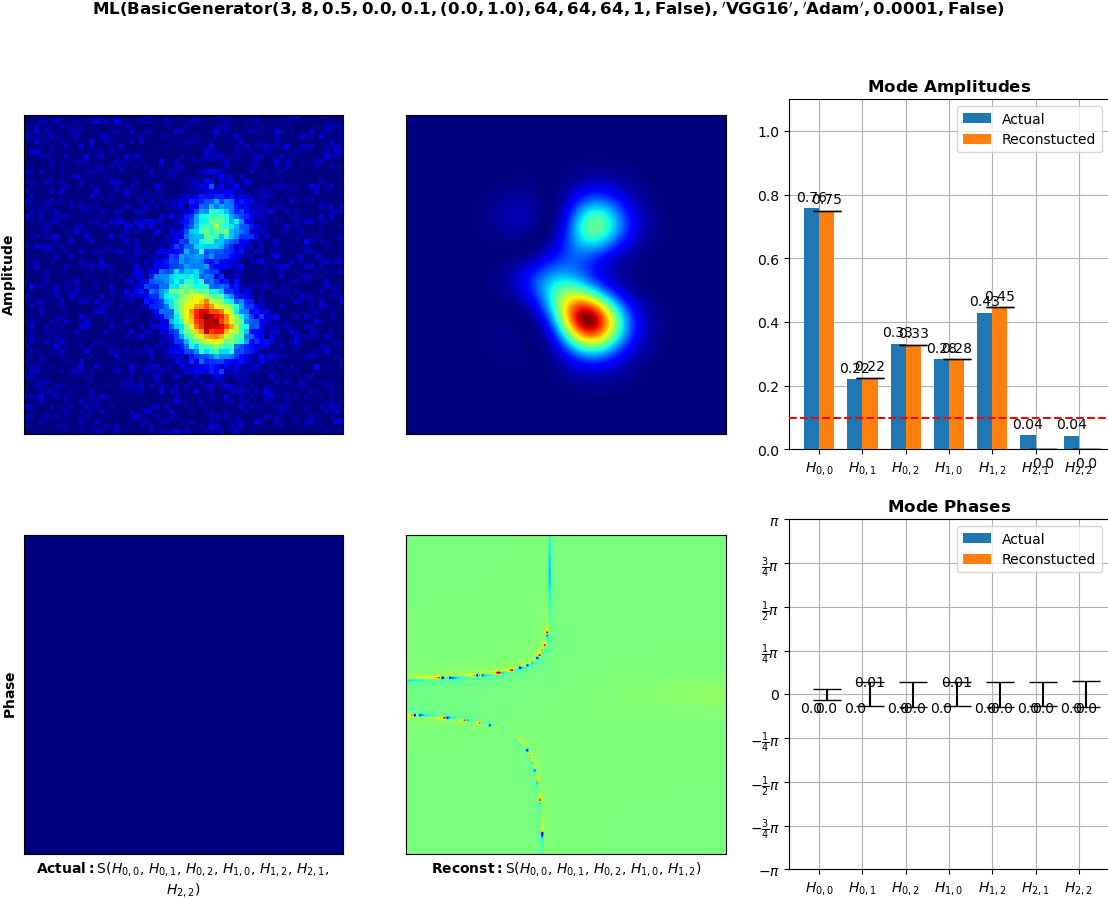 ML(BasicGenerator(3, 8, 0.5, 0.0, 0.1, (0.0, 1.0), 64, 64, 64, 1, False), 'VGG16', 'Adam', 0.0001, False)
Amplitude
Mode Amplitudes
Actual
Reconstucted
1.0
0.8
0.6
0.4
0.2
0.0
0.76
0.75
0.22
0.22
0.33
0.33
0.28
0.28
0.43
0.45
0.04
0.0
0.04
0.0
H0,0 H0,1 H0,2 H1,0 H1,2 H2,1 H2,2
Phase
Actual: S(H0,0, H0,1, H0,2, H1,0, H1,2, H2,1,
H2,2)
Reconst: S(H0,0, H0,1, H0,2, H1,0, H1,2)
Mode Phases
Actual
Reconstucted
π
3/4π
1/2π
1/4π
0
−1/4π
−1/2π
−3/4π
−π
0.0
0.0
0.0
0.01
0.0
0.0
0.0
0.01
0.0
0.0
0.0
0.0
0.0
0.0
H0,0 H0,1 H0,2 H1,0 H1,2 H2,1 H2,2